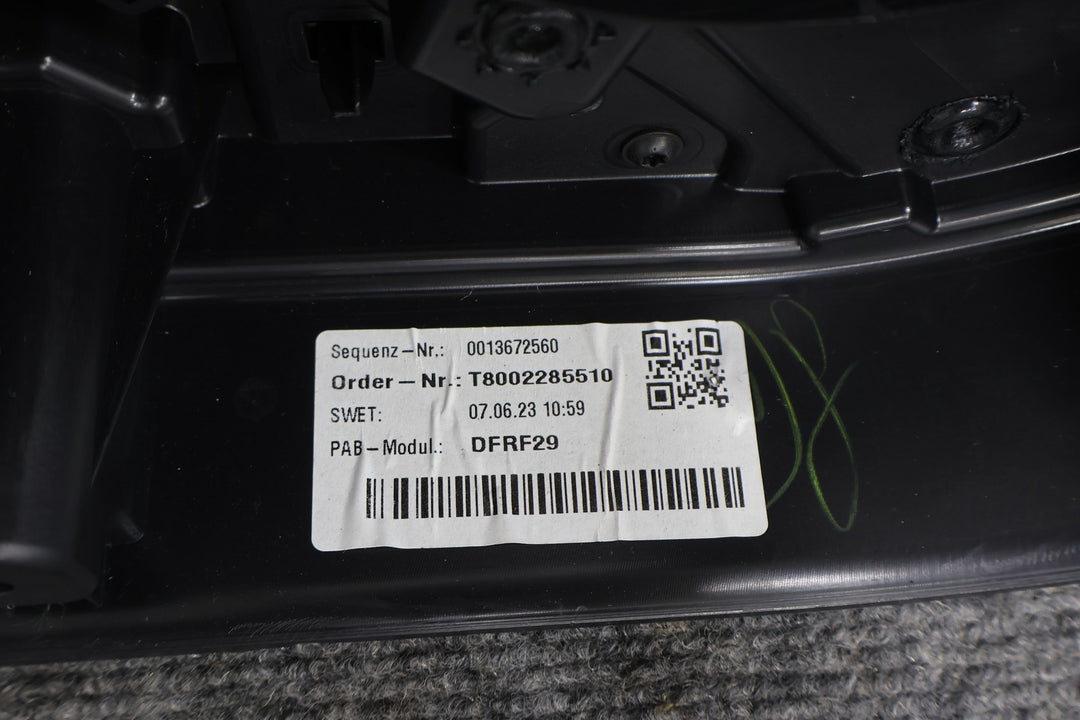 Sequenz-Nr.: 0013672560
Order-Nr.: T8002285510
SWET: 07.06.23 10:59
PAB-Modul.: DFRF29